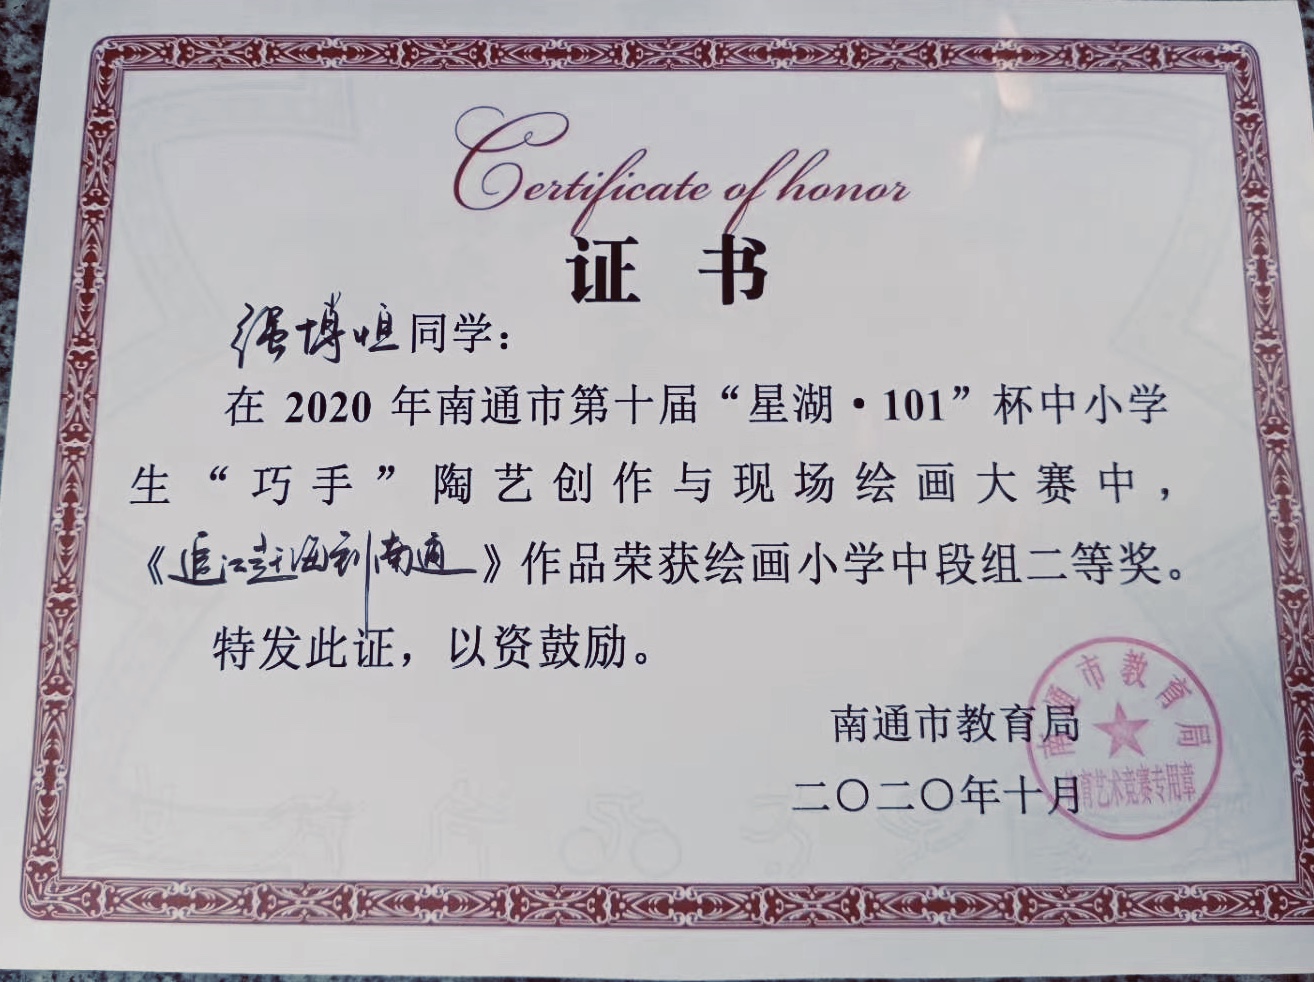 Certificate of honor
证 书
强博恒同学：
在 2020 年南通市第十届“星湖·101”杯中小学
生“巧手”陶艺创作与现场绘画大赛中，
《追江赶海到南通》作品荣获绘画小学中段组二等奖。
特发此证，以资鼓励。
南通市教育局
二〇二〇年十月
南通市教育局
体育艺术竞赛专用章